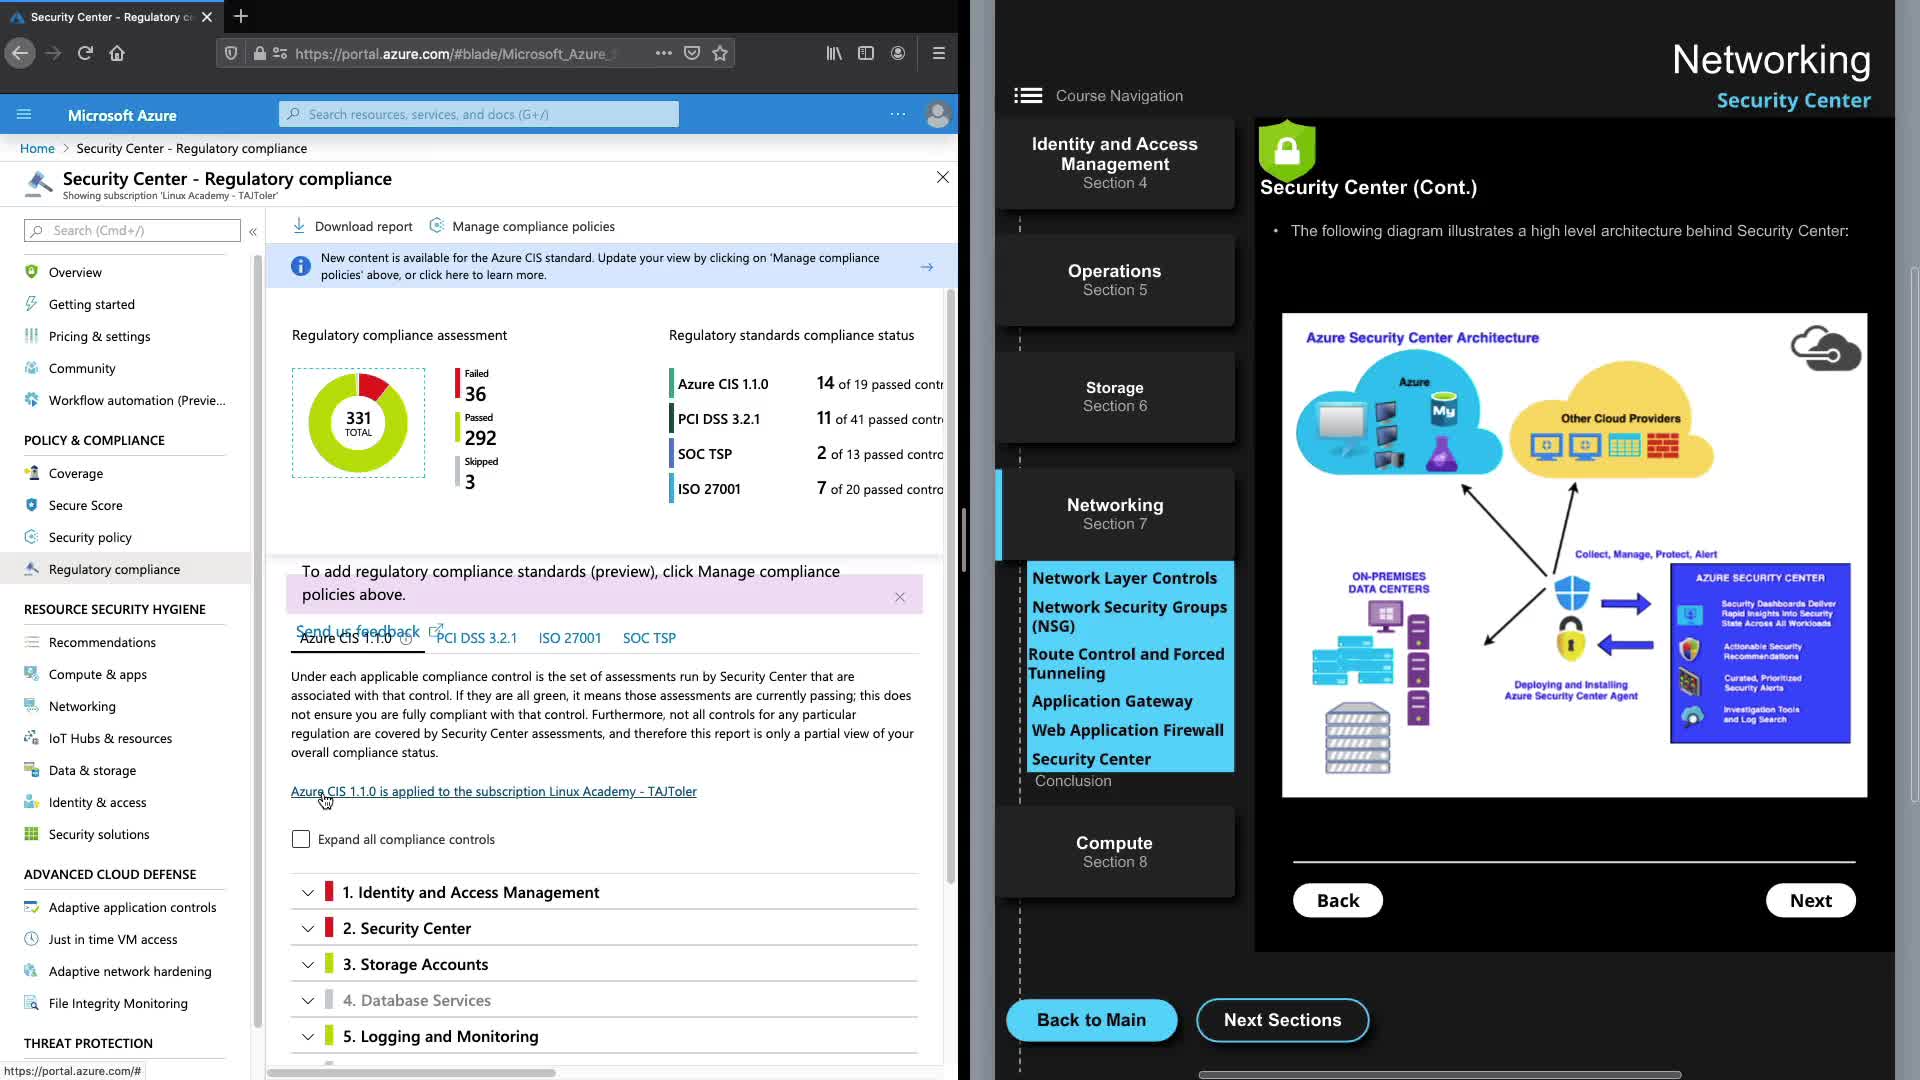 Security Center - Regulatory co
https://portal.azure.com/#blade/Microsoft_Azure_
Microsoft Azure
Search resources, services, and docs (G+/)
Home > Security Center - Regulatory compliance
Security Center - Regulatory compliance
Showing subscription 'Linux Academy - TAJToler'
Search (Cmd+/)
Overview
Getting started
Pricing & settings
Community
Workflow automation (Previe...
POLICY & COMPLIANCE
Coverage
Secure Score
Security policy
Regulatory compliance
RESOURCE SECURITY HYGIENE
Recommendations
Compute & apps
Networking
IoT Hubs & resources
Data & storage
Identity & access
Security solutions
ADVANCED CLOUD DEFENSE
Adaptive application controls
Just in time VM access
Adaptive network hardening
File Integrity Monitoring
THREAT PROTECTION
https://portal.azure.com/#
Download report
Manage compliance policies
New content is available for the Azure CIS standard. Update your view by clicking on 'Manage compliance
policies' above, or click here to learn more.
Regulatory compliance assessment
331
TOTAL
Failed
36
Passed
292
Skipped
3
Regulatory standards compliance status
Azure CIS 1.1.0 14 of 19 passed contr
PCI DSS 3.2.1 11 of 41 passed contr
SOC TSP 2 of 13 passed contro
ISO 27001 7 of 20 passed contro
To add regulatory compliance standards (preview), click Manage compliance
policies above.
Send us feedback
Azure CIS 1.1.0 PCI DSS 3.2.1 ISO 27001 SOC TSP
Under each applicable compliance control is the set of assessments run by Security Center that are
associated with that control. If they are all green, it means those assessments are currently passing; this does
not ensure you are fully compliant with that control. Furthermore, not all controls for any particular
regulation are covered by Security Center assessments, and therefore this report is only a partial view of your
overall compliance status.
Azure CIS 1.1.0 is applied to the subscription Linux Academy - TAJToler
Expand all compliance controls
1. Identity and Access Management
2. Security Center
3. Storage Accounts
4. Database Services
5. Logging and Monitoring
Networking
Security Center
Course Navigation
Identity and Access
Management
Section 4
Operations
Section 5
Storage
Section 6
Networking
Section 7
Network Layer Controls
Network Security Groups
(NSG)
Route Control and Forced
Tunneling
Application Gateway
Web Application Firewall
Security Center
Conclusion
Compute
Section 8
Back to Main
Next Sections
Security Center (Cont.)
• The following diagram illustrates a high level architecture behind Security Center:
Azure Security Center Architecture
Azure
My
Other Cloud Providers
Collect, Manage, Protect, Alert
ON-PREMISES
DATA CENTERS
Deploying and Installing
Azure Security Center Agent
AZURE SECURITY CENTER
Security Dashboards Deliver
Rapid Insights Into Security
State Across All Workloads
Actionable Security
Recommendations
Curated, Prioritized
Security Alerts
Investigation Tools
and Log Search
Back
Next